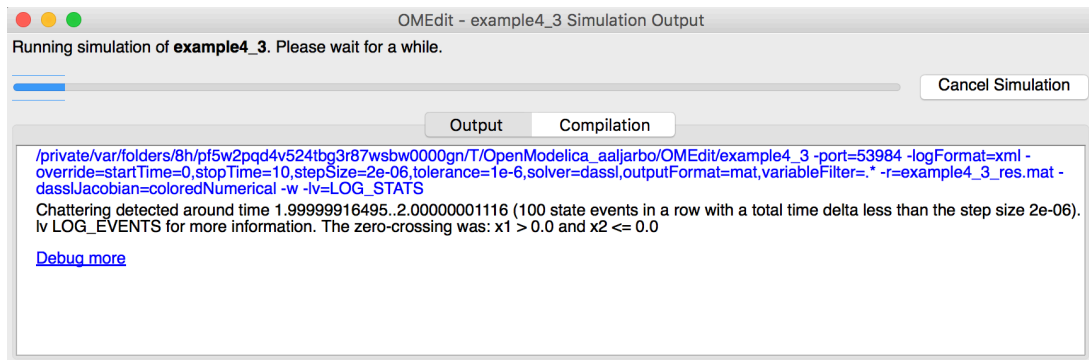 OMEdit - example4_3 Simulation Output
Running simulation of example4_3. Please wait for a while.
Cancel Simulation
Output Compilation
/private/var/folders/8h/pf5w2pqd4v524tbg3r87wsbw0000gn/T/OpenModelica_aaljarbo/OMEdit/example4_3 -port=53984 -logFormat=xml -
override=startTime=0,stopTime=10,stepSize=2e-06,tolerance=1e-6,solver=dassl,outputFormat=mat,variableFilter=.* -r=example4_3_res.mat -
dasslJacobian=coloredNumerical -w -lv=LOG_STATS
Chattering detected around time 1.99999916495..2.00000001116 (100 state events in a row with a total time delta less than the step size 2e-06).
lv LOG_EVENTS for more information. The zero-crossing was: x1 > 0.0 and x2 <= 0.0
Debug more